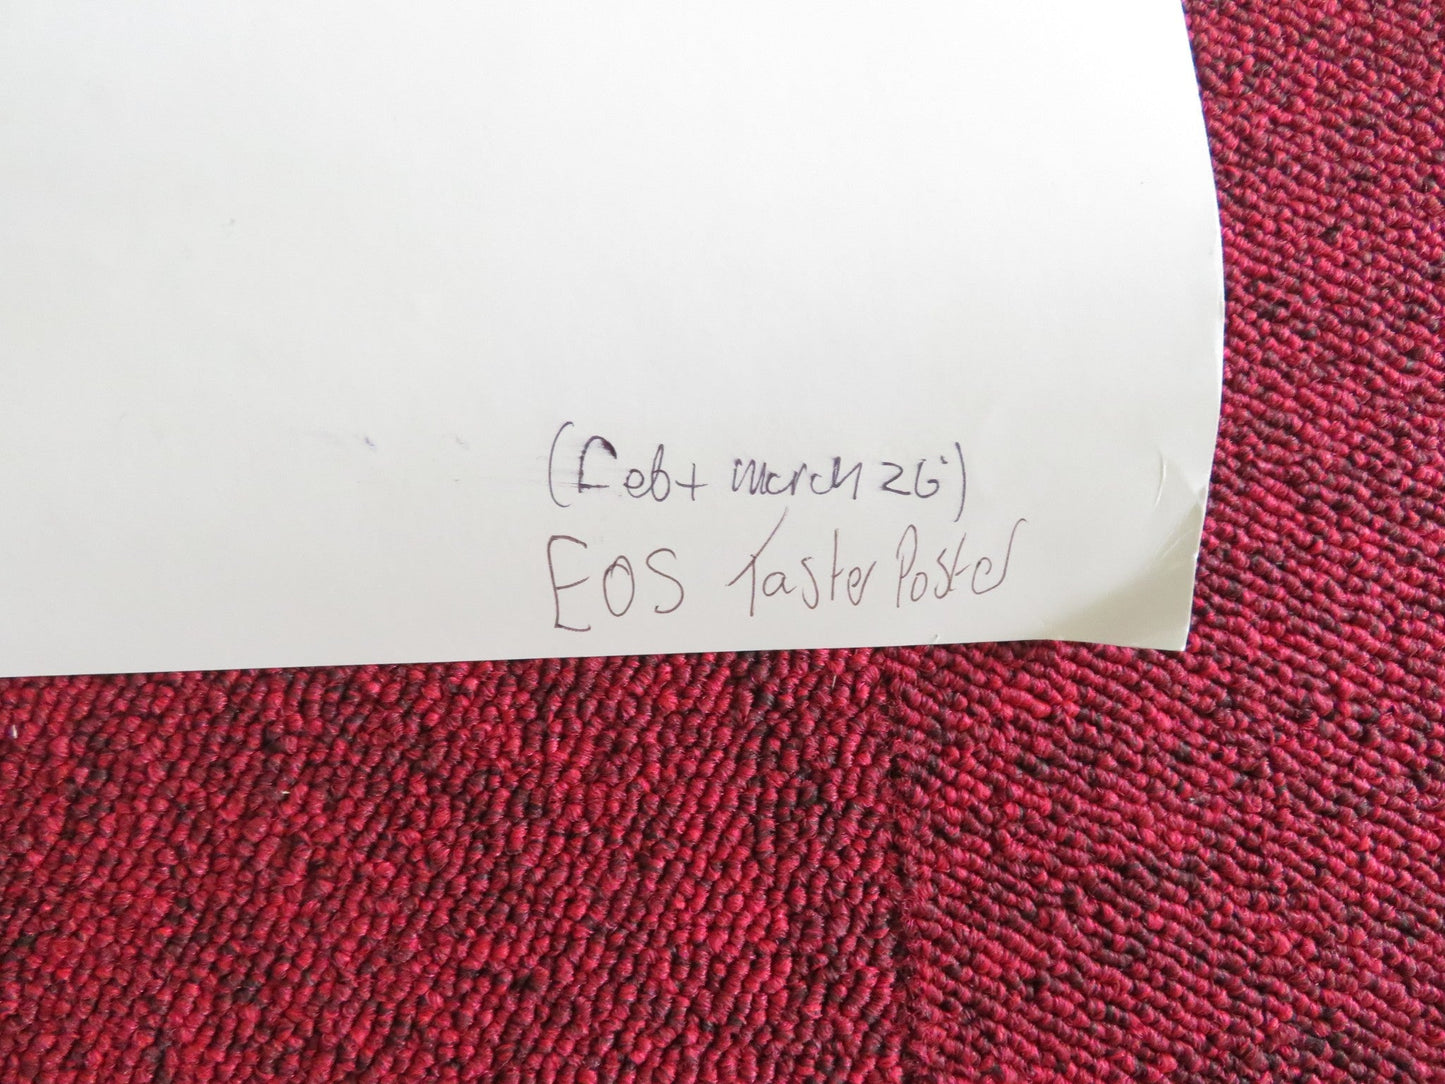 (Feb + March 26)
EOS Taster Poster